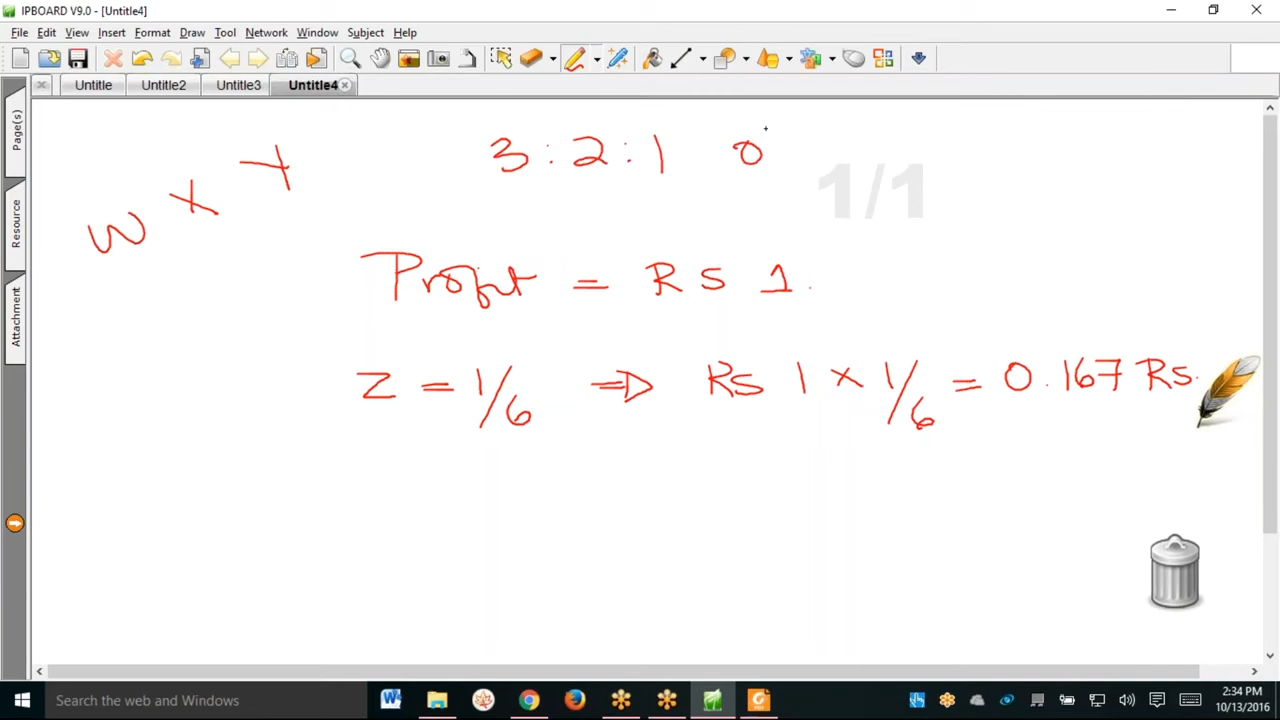 IPBOARD V9.0 - [Untitle4]
File Edit View Insert Format Draw Tool Network Window Subject Help
Untitle Untitle2 Untitle3 Untitle4
Page(s)
Resource
Attachment
3 : 2 : 1 0
W X Y
1/1
Profit = RS 1.
Z = 1/6 ⇒ RS 1 × 1/6 = 0.167 Rs.
Search the web and Windows
2:34 PM
10/13/2016